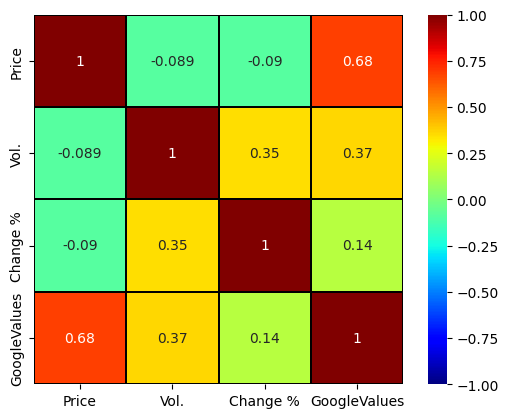 Price 1 -0.089 -0.09 0.68
Vol. -0.089 1 0.35 0.37
Change % -0.09 0.35 1 0.14
GoogleValues 0.68 0.37 0.14 1
Price Vol. Change % GoogleValues
1.00
0.75
0.50
0.25
0.00
−0.25
−0.50
−0.75
−1.00